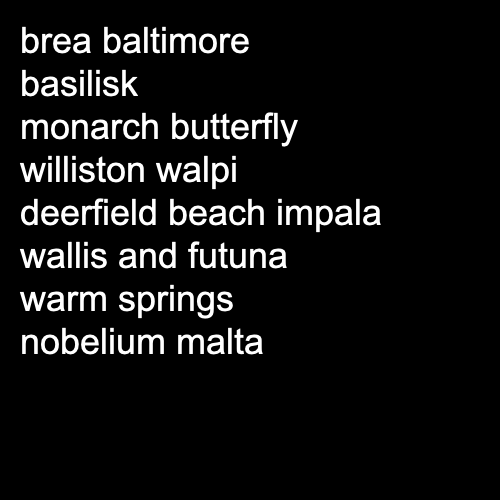 brea baltimore
basilisk
monarch butterfly
williston walpi
deerfield beach impala
wallis and futuna
warm springs
nobelium malta